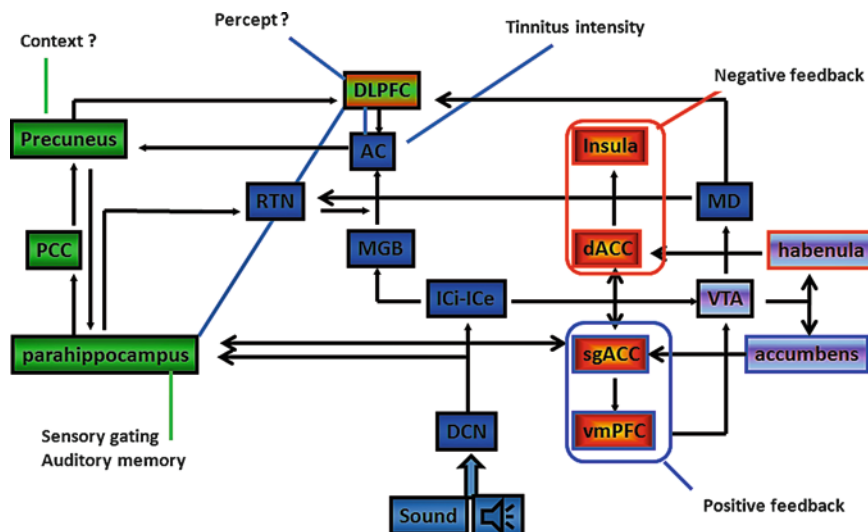 Percept ?
Tinnitus intensity
Context ?
Negative feedback
DLPFC
Precuneus
AC
Insula
RTN
MD
PCC
MGB
dACC
habenula
ICi-ICe
VTA
parahippocampus
sgACC
accumbens
Sensory gating
Auditory memory
DCN
vmPFC
Positive feedback
Sound